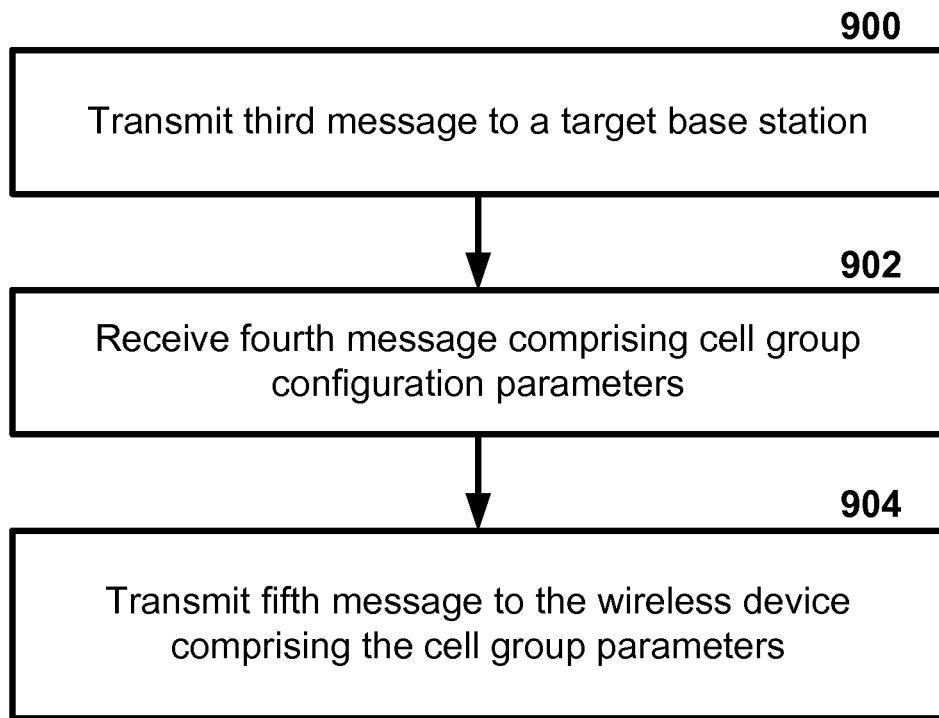 900
Transmit third message to a target base station
902
Receive fourth message comprising cell group
configuration parameters
904
Transmit fifth message to the wireless device
comprising the cell group parameters